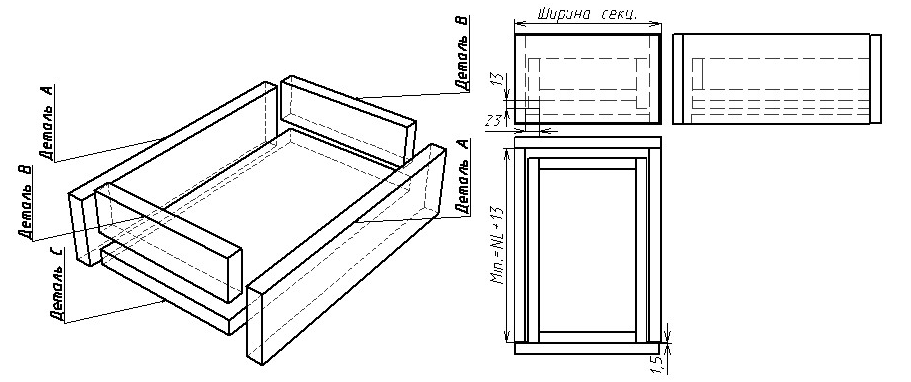 Деталь B
Деталь A
Деталь A
Деталь B
Деталь C
Ширина секц.
13
23
Min.=NL+13
1,5